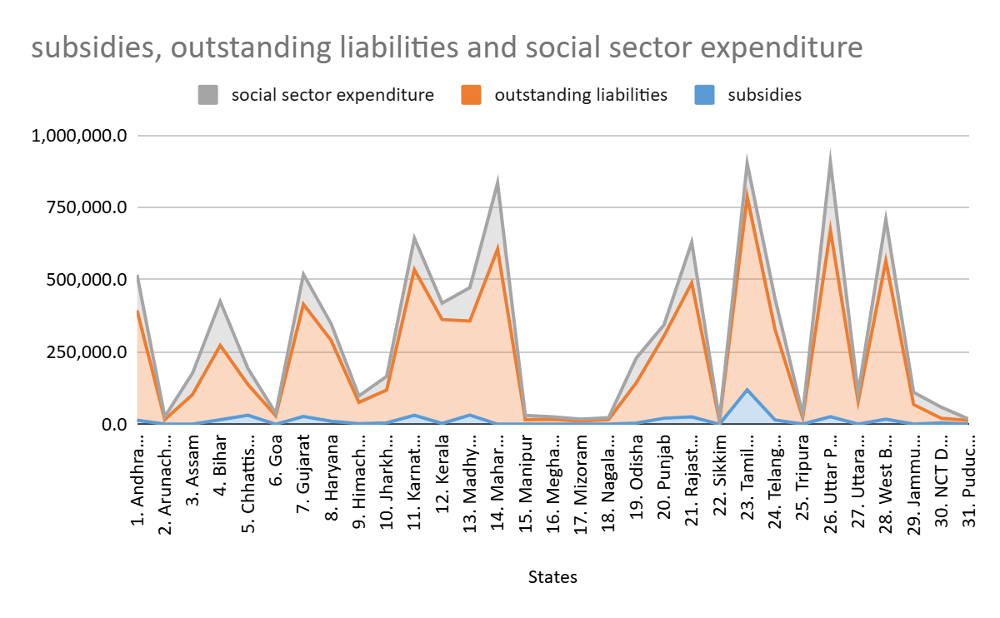 subsidies, outstanding liabilities and social sector expenditure
social sector expenditure outstanding liabilities subsidies
1,000,000.0
750,000.0
500,000.0
250,000.0
0.0
1. Andhra...
2. Arunach...
3. Assam
4. Bihar
5. Chhattis...
6. Goa
7. Gujarat
8. Haryana
9. Himach...
10. Jharkh...
11. Karnat...
12. Kerala
13. Madhy...
14. Mahar...
15. Manipur
16. Megha...
17. Mizoram
18. Nagala...
19. Odisha
20. Punjab
21. Rajast...
22. Sikkim
23. Tamil...
24. Telang...
25. Tripura
26. Uttar P...
27. Uttara...
28. West B...
29. Jammu...
30. NCT D...
31. Puduc...
States